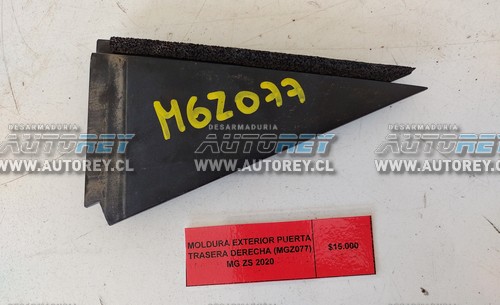 MGZ077
DESARMADURIA DESARMADURIA DESARMADURIA
AUTOREY AUTOREY AUTOREY
WWW.AUTOREY.CL WWW.AUTOREY.CL WWW.AUTOREY.CL
MOLDURA EXTERIOR PUERTA
TRASERA DERECHA (MGZ077)
MG ZS 2020
$15.000